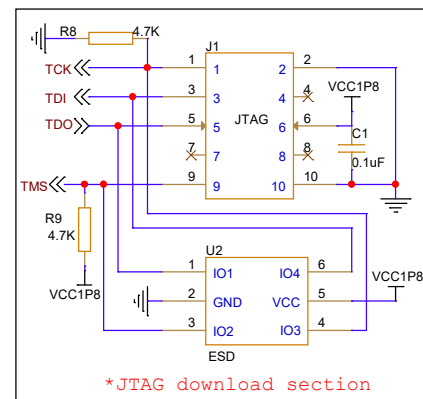 R8 4.7K J1
TCK 1 1 2 2
TDI 3 3 4 4 VCC1P8
TDO 5 5 JTAG 6 6
7 7 8 8 C1
TMS 9 9 10 10 0.1uF
R9
4.7K
U2
VCC1P8 1 IO1 IO4 6 VCC1P8
2 GND VCC 5
3 IO2 IO3 4
ESD
*JTAG download section